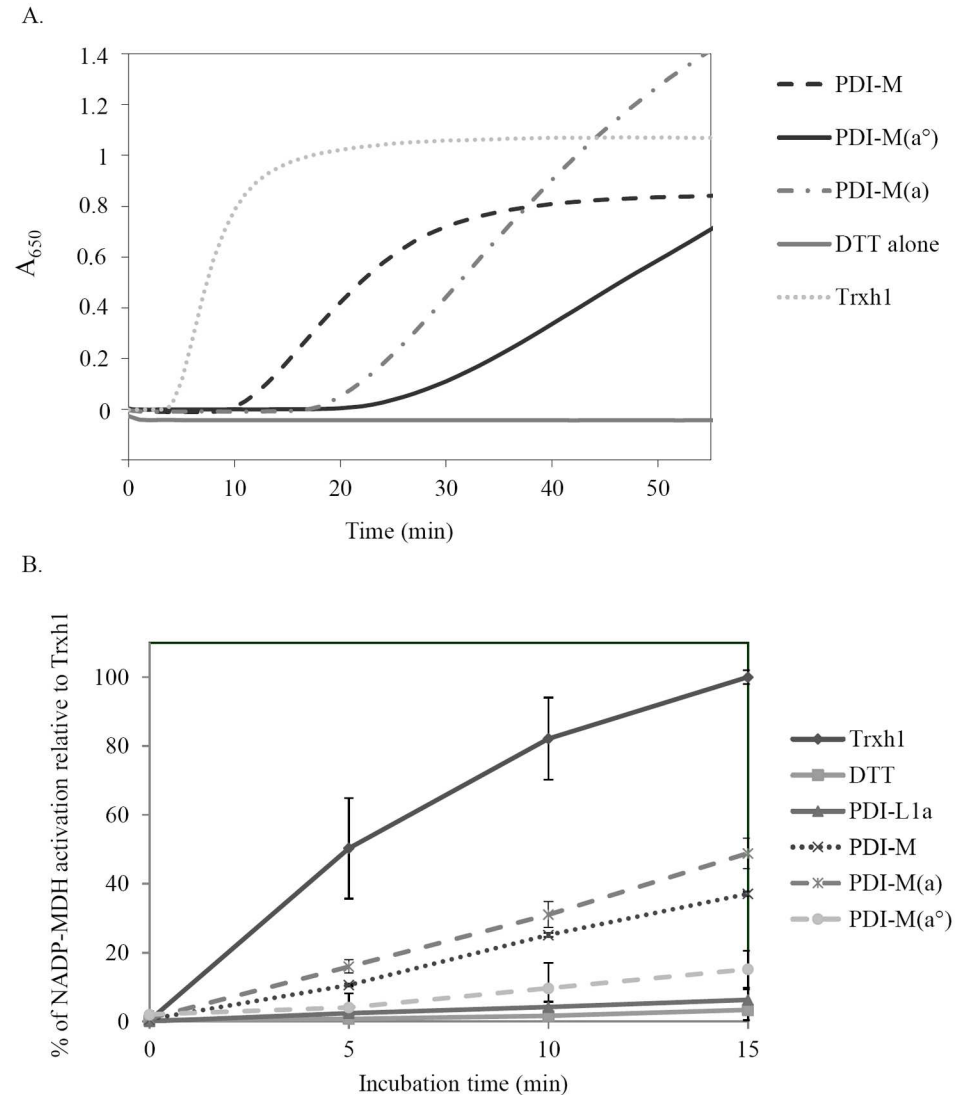 A.
1.4
1.2
1
0.8
0.6
0.4
0.2
0
A650
0 10 20 30 40 50
Time (min)
PDI-M
PDI-M(a°)
PDI-M(a)
DTT alone
Trxh1
B.
% of NADP-MDH activation relative to Trxh1
100
80
60
40
20
0
0 5 10 15
Incubation time (min)
Trxh1
DTT
PDI-L1a
PDI-M
PDI-M(a)
PDI-M(a°)